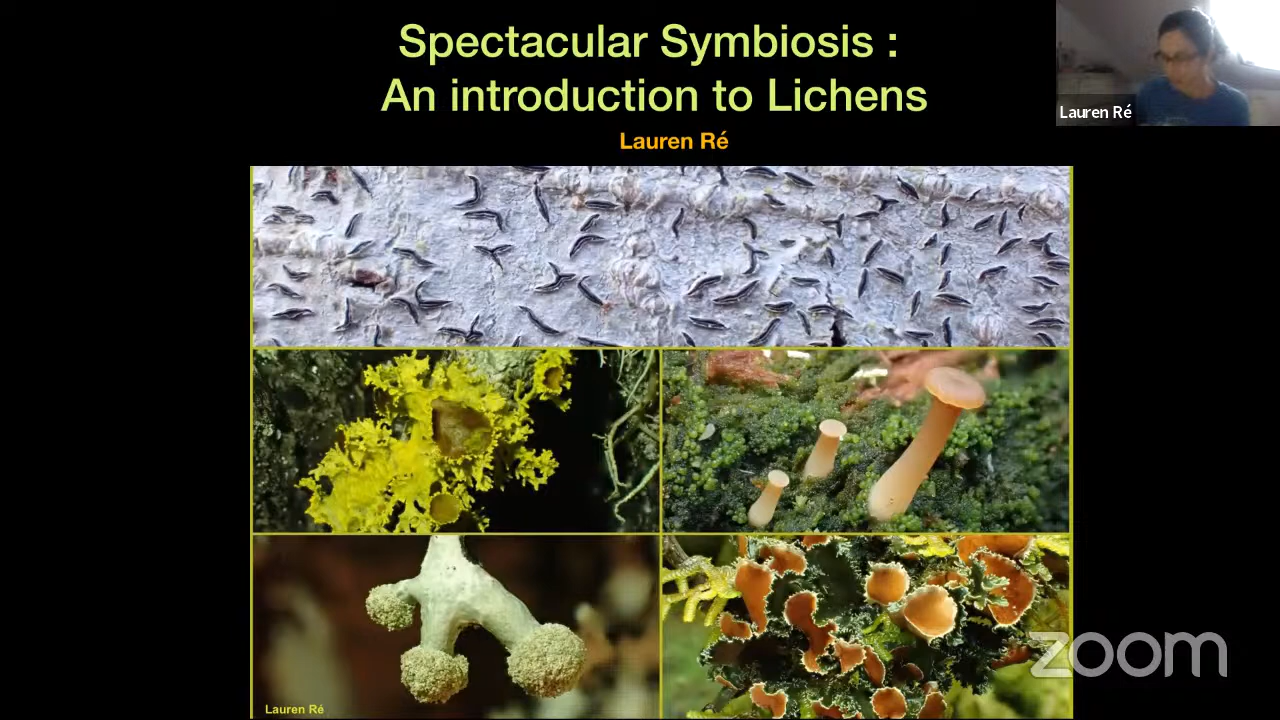 Spectacular Symbiosis :
An introduction to Lichens
Lauren Ré
Lauren Ré
Lauren Ré
zoom